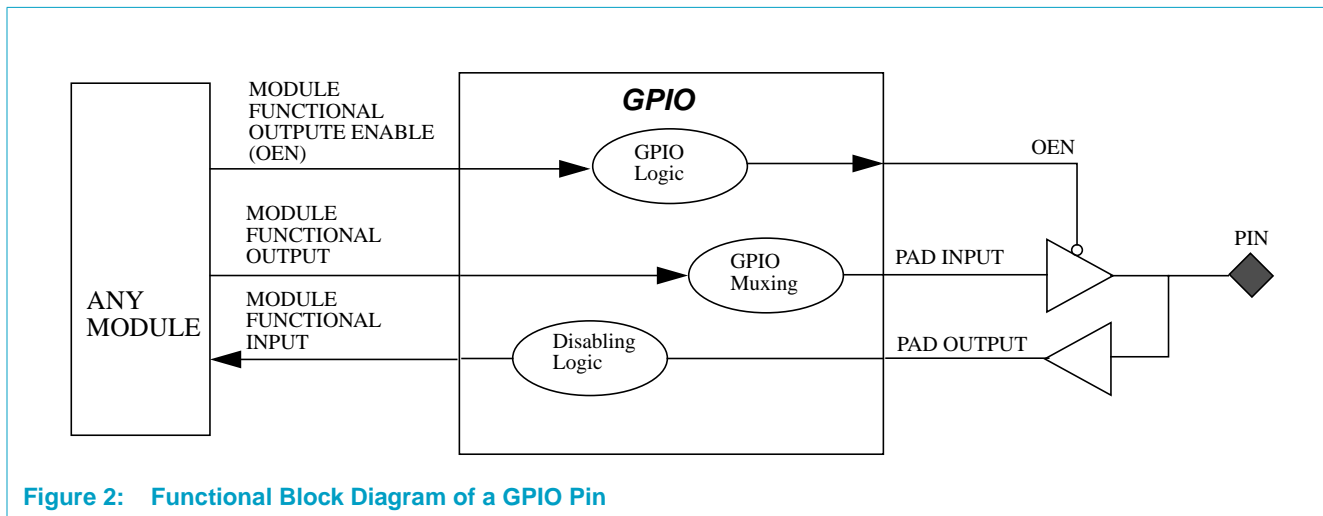 MODULE
FUNCTIONAL
OUTPUTE ENABLE
(OEN)
GPIO
GPIO
Logic
OEN
MODULE
FUNCTIONAL
OUTPUT
GPIO
Muxing
PAD INPUT
PIN
ANY
MODULE
MODULE
FUNCTIONAL
INPUT
Disabling
Logic
PAD OUTPUT
Figure 2: Functional Block Diagram of a GPIO Pin